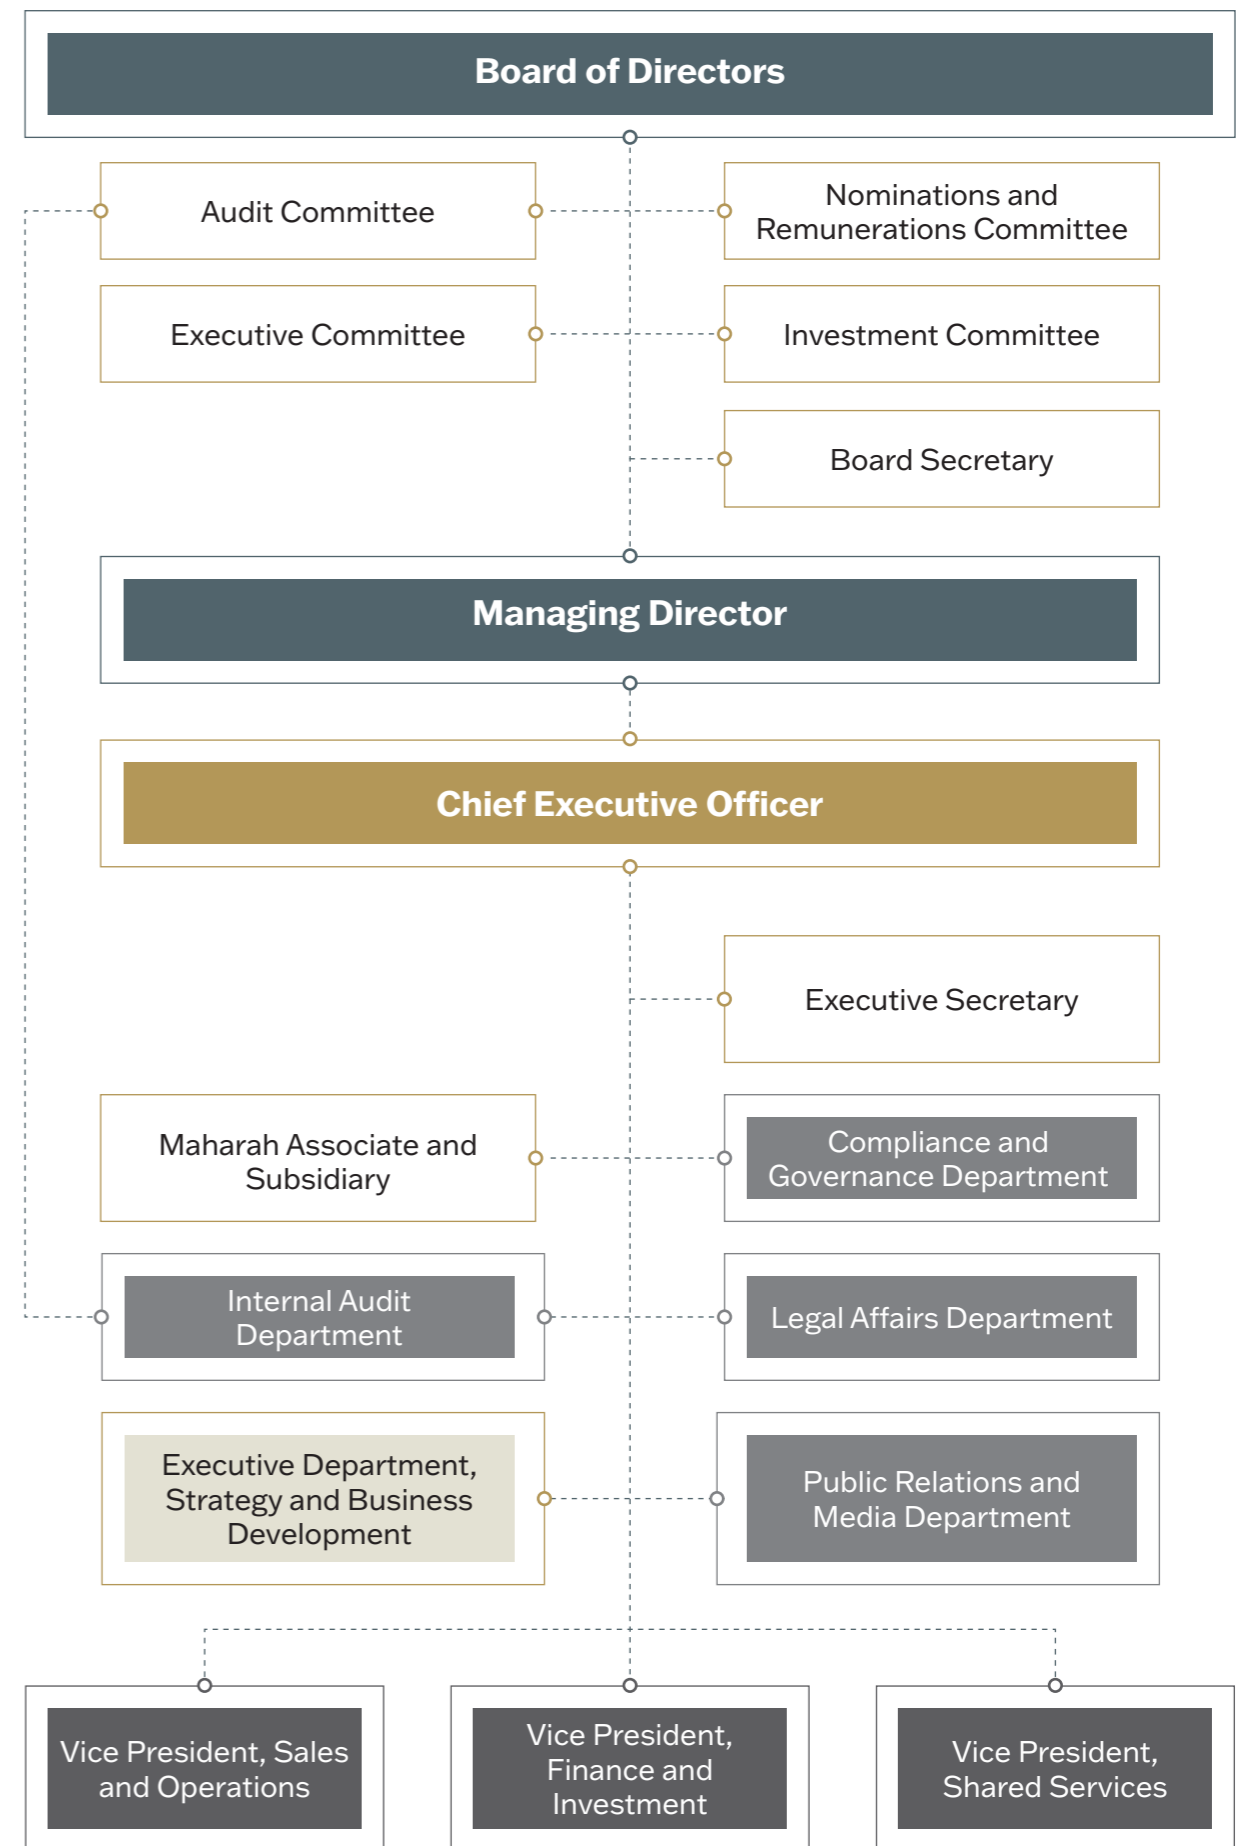 Board of Directors
Audit Committee
Nominations and
Remunerations Committee
Executive Committee
Investment Committee
Board Secretary
Managing Director
Chief Executive Officer
Executive Secretary
Maharah Associate and
Subsidiary
Compliance and
Governance Department
Internal Audit
Department
Legal Affairs Department
Executive Department,
Strategy and Business
Development
Public Relations and
Media Department
Vice President, Sales
and Operations
Vice President,
Finance and
Investment
Vice President,
Shared Services